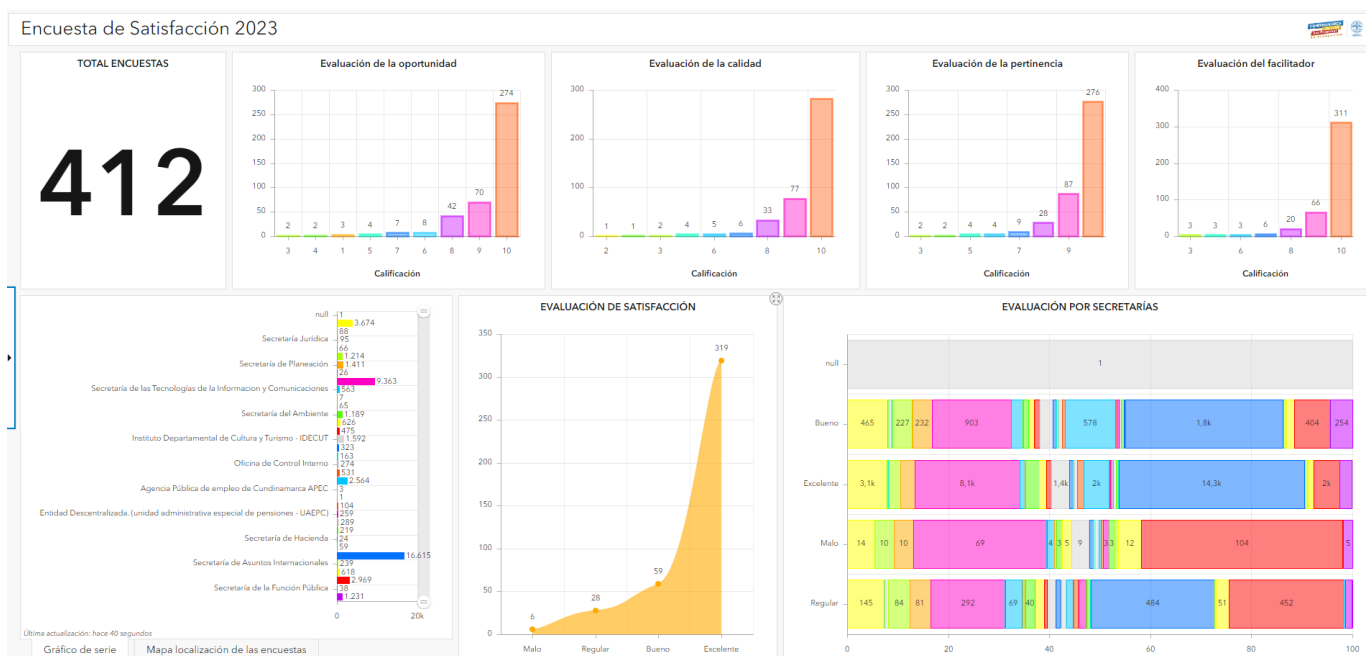 Encuesta de Satisfacción 2023
TOTAL ENCUESTAS
412
Evaluación de la oportunidad
300
250
200
150
100
50
0
2 2 3 4 7 8 42 70 274
3 4 1 5 7 6 8 9 10
Calificación
Evaluación de la calidad
300
200
100
0
1 1 2 4 5 6 33 77
2 3 6 8 10
Calificación
Evaluación de la pertinencia
300
250
200
150
100
50
0
2 2 4 4 9 28 87 276
3 5 7 9
Calificación
Evaluación del facilitador
400
300
200
100
0
3 3 3 6 20 66 311
3 6 8 10
Calificación
null 1
3.674
88
Secretaría Jurídica 95
66
1.214
Secretaría de Planeación 1.411
26
9.363
Secretaría de las Tecnologías de la Informacion y Comunicaciones 563
7
65
Secretaría del Ambiente 1.189
626
475
Instituto Departamental de Cultura y Turismo - IDECUT 1.592
323
163
Oficina de Control Interno 274
531
2.564
Agencia Pública de empleo de Cundinamarca APEC 3
1
104
Entidad Descentralizada. (unidad administrativa especial de pensiones - UAEPC) 259
289
219
Secretaría de Hacienda 24
59
16.615
Secretaría de Asuntos Internacionales 239
618
2.969
Secretaría de la Función Pública 38
1.231
0 20k
Última actualización: hace 40 segundos
Gráfico de serie Mapa localización de las encuestas
EVALUACIÓN DE SATISFACCIÓN
350
300
250
200
150
100
50
0
6 28 59 319
Malo Regular Bueno Excelente
EVALUACIÓN POR SECRETARÍAS
null 1
Bueno 465 227 232 903 578 1,8k 404 254
Excelente 3,1k 8,1k 1,4k 2k 14,3k 2k
Malo 14 10 10 69 4 3 5 9 3 3 12 104 5
Regular 145 84 81 292 69 40 484 51 452
0 20 40 60 80 100